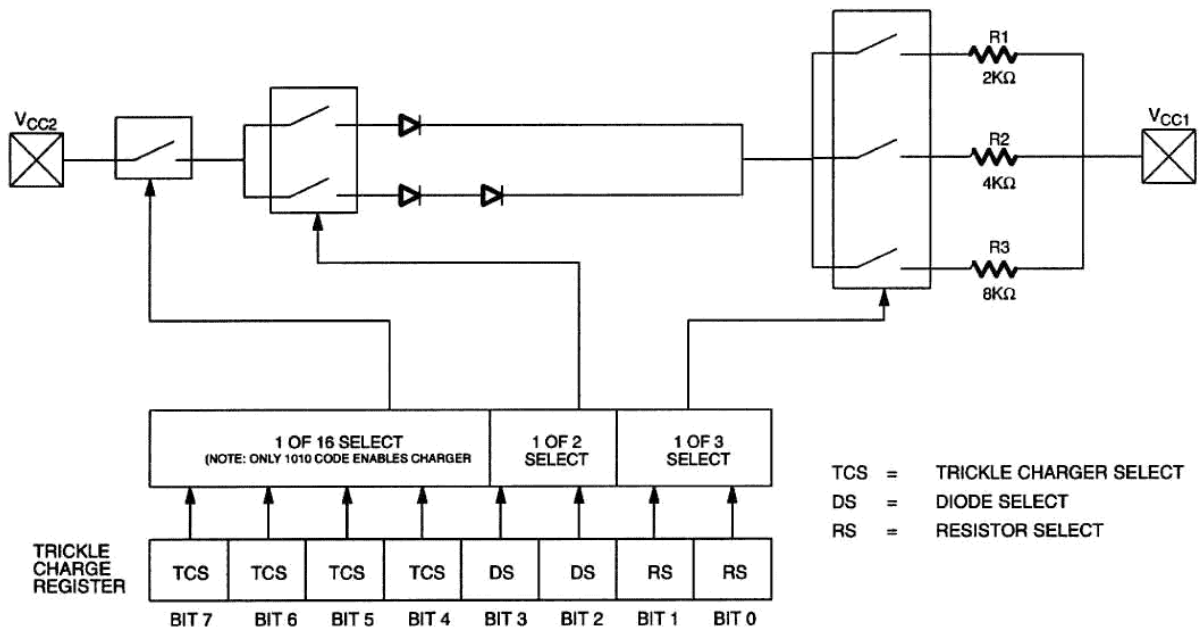 R1
2KΩ
VCC2
VCC1
R2
4KΩ
R3
8KΩ
1 OF 16 SELECT
(NOTE: ONLY 1010 CODE ENABLES CHARGER
1 OF 2
SELECT
1 OF 3
SELECT
TCS = TRICKLE CHARGER SELECT
DS = DIODE SELECT
RS = RESISTOR SELECT
TRICKLE
CHARGE
REGISTER
TCS TCS TCS TCS DS DS RS RS
BIT 7 BIT 6 BIT 5 BIT 4 BIT 3 BIT 2 BIT 1 BIT 0